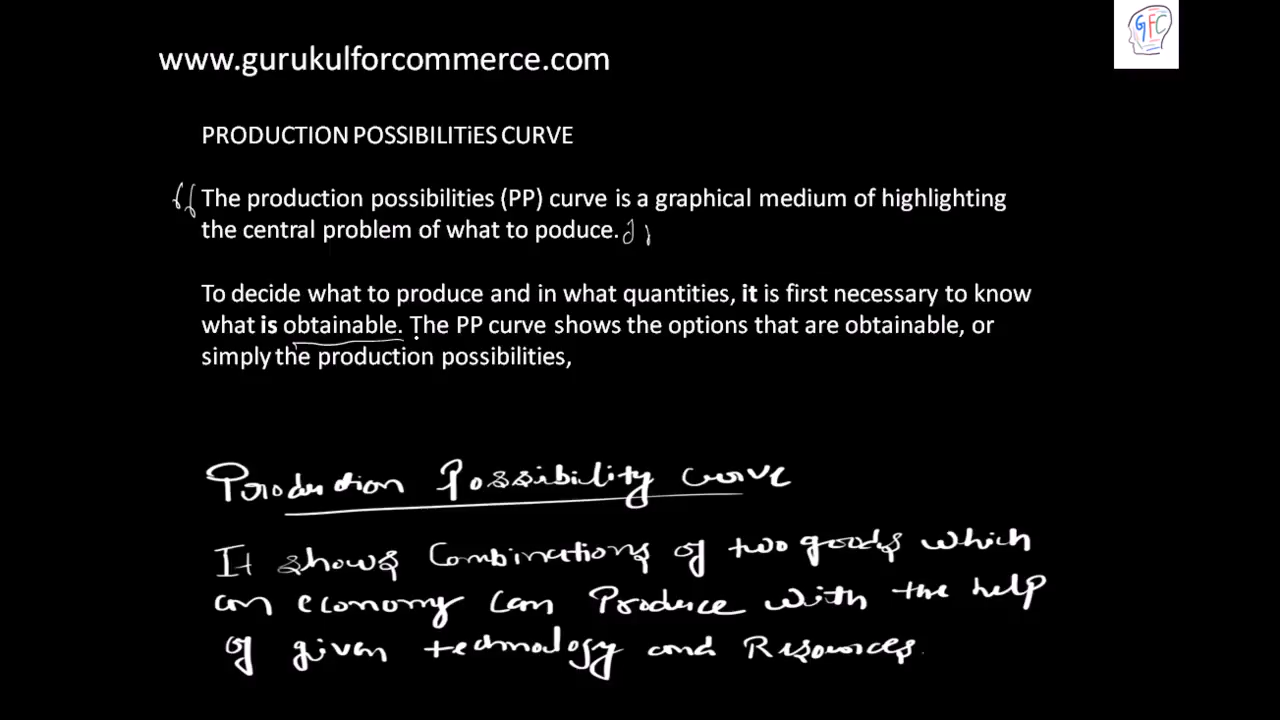 GFC
www.gurukulforcommerce.com
PRODUCTION POSSIBILITiES CURVE
“The production possibilities (PP) curve is a graphical medium of highlighting
the central problem of what to poduce.”
To decide what to produce and in what quantities, it is first necessary to know
what is obtainable. The PP curve shows the options that are obtainable, or
simply the production possibilities,
Production Possibility curve
It shows Combinations of two goods which
an economy can Produce with the help
of given technology and Resources